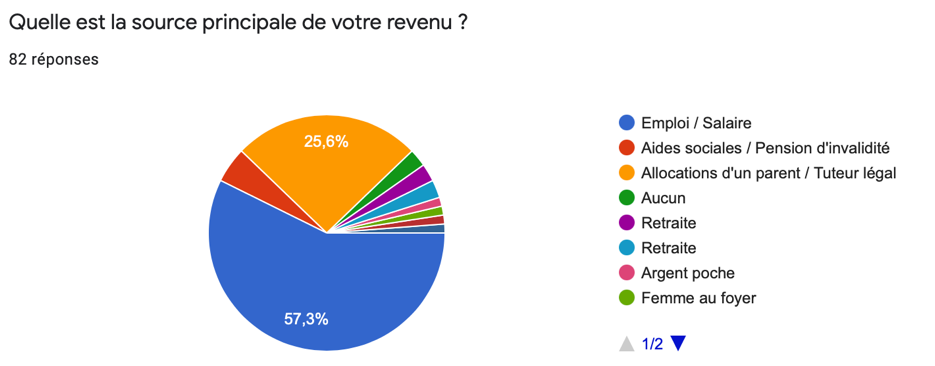 Quelle est la source principale de votre revenu ?
82 réponses
25,6%
57,3%
Emploi / Salaire
Aides sociales / Pension d'invalidité
Allocations d'un parent / Tuteur légal
Aucun
Retraite
Retraite
Argent poche
Femme au foyer
1/2